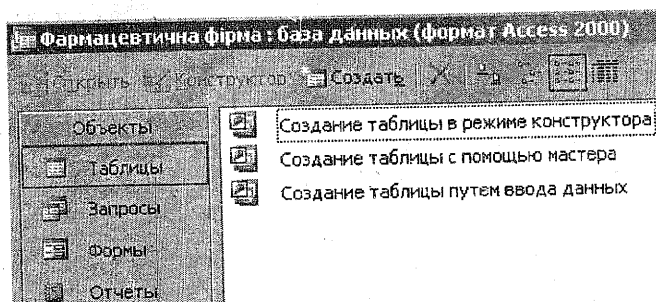 Фармацевтична фірма : база данных (формат Access 2000)
Открыть Конструктор Создать
Объекты
Таблицы
Запросы
Формы
Отчеты
Создание таблицы в режиме конструктора
Создание таблицы с помощью мастера
Создание таблицы путем ввода данных